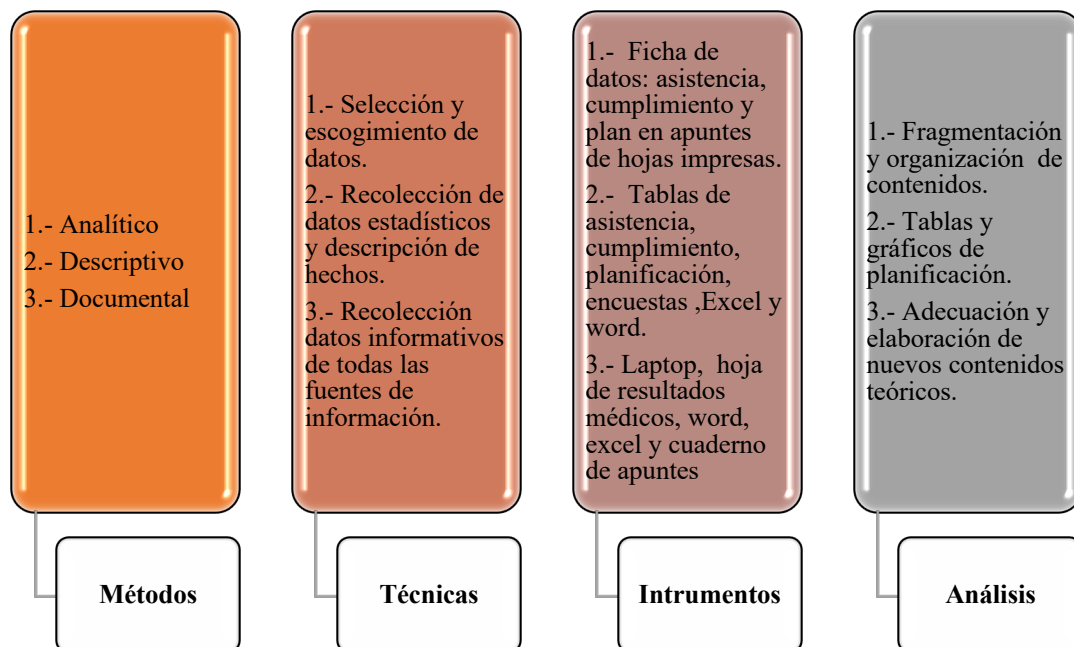 1.- Analítico
2.- Descriptivo
3.- Documental
Métodos
1.- Selección y
escogimiento de
datos.
2.- Recolección de
datos estadísticos
y descripción de
hechos.
3.- Recolección
datos informativos
de todas las
fuentes de
información.
Técnicas
1.- Ficha de
datos: asistencia,
cumplimiento y
plan en apuntes
de hojas impresas.
2.- Tablas de
asistencia,
cumplimiento,
planificación,
encuestas ,Excel y
word.
3.- Laptop, hoja
de resultados
médicos, word,
excel y cuaderno
de apuntes
Intrumentos
1.- Fragmentación
y organización de
contenidos.
2.- Tablas y
gráficos de
planificación.
3.- Adecuación y
elaboración de
nuevos contenidos
teóricos.
Análisis